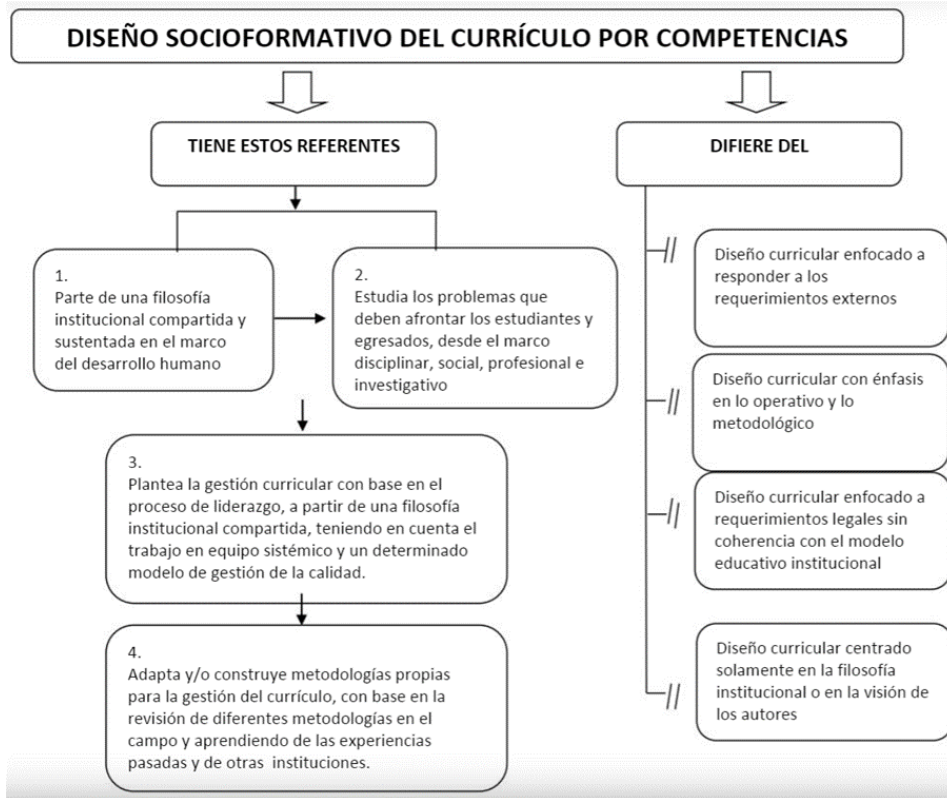 DISEÑO SOCIOFORMATIVO DEL CURRÍCULO POR COMPETENCIAS
TIENE ESTOS REFERENTES
1.
Parte de una filosofía
institucional compartida y
sustentada en el marco
del desarrollo humano
2.
Estudia los problemas que
deben afrontar los estudiantes y
egresados, desde el marco
disciplinar, social, profesional e
investigativo
3.
Plantea la gestión curricular con base en el
proceso de liderazgo, a partir de una filosofía
institucional compartida, teniendo en cuenta el
trabajo en equipo sistémico y un determinado
modelo de gestión de la calidad.
4.
Adapta y/o construye metodologías propias
para la gestión del currículo, con base en la
revisión de diferentes metodologías en el
campo y aprendiendo de las experiencias
pasadas y de otras instituciones.
DIFIERE DEL
Diseño curricular enfocado a
responder a los
requerimientos externos
Diseño curricular con énfasis
en lo operativo y lo
metodológico
Diseño curricular enfocado a
requerimientos legales sin
coherencia con el modelo
educativo institucional
Diseño curricular centrado
solamente en la filosofía
institucional o en la visión de
los autores